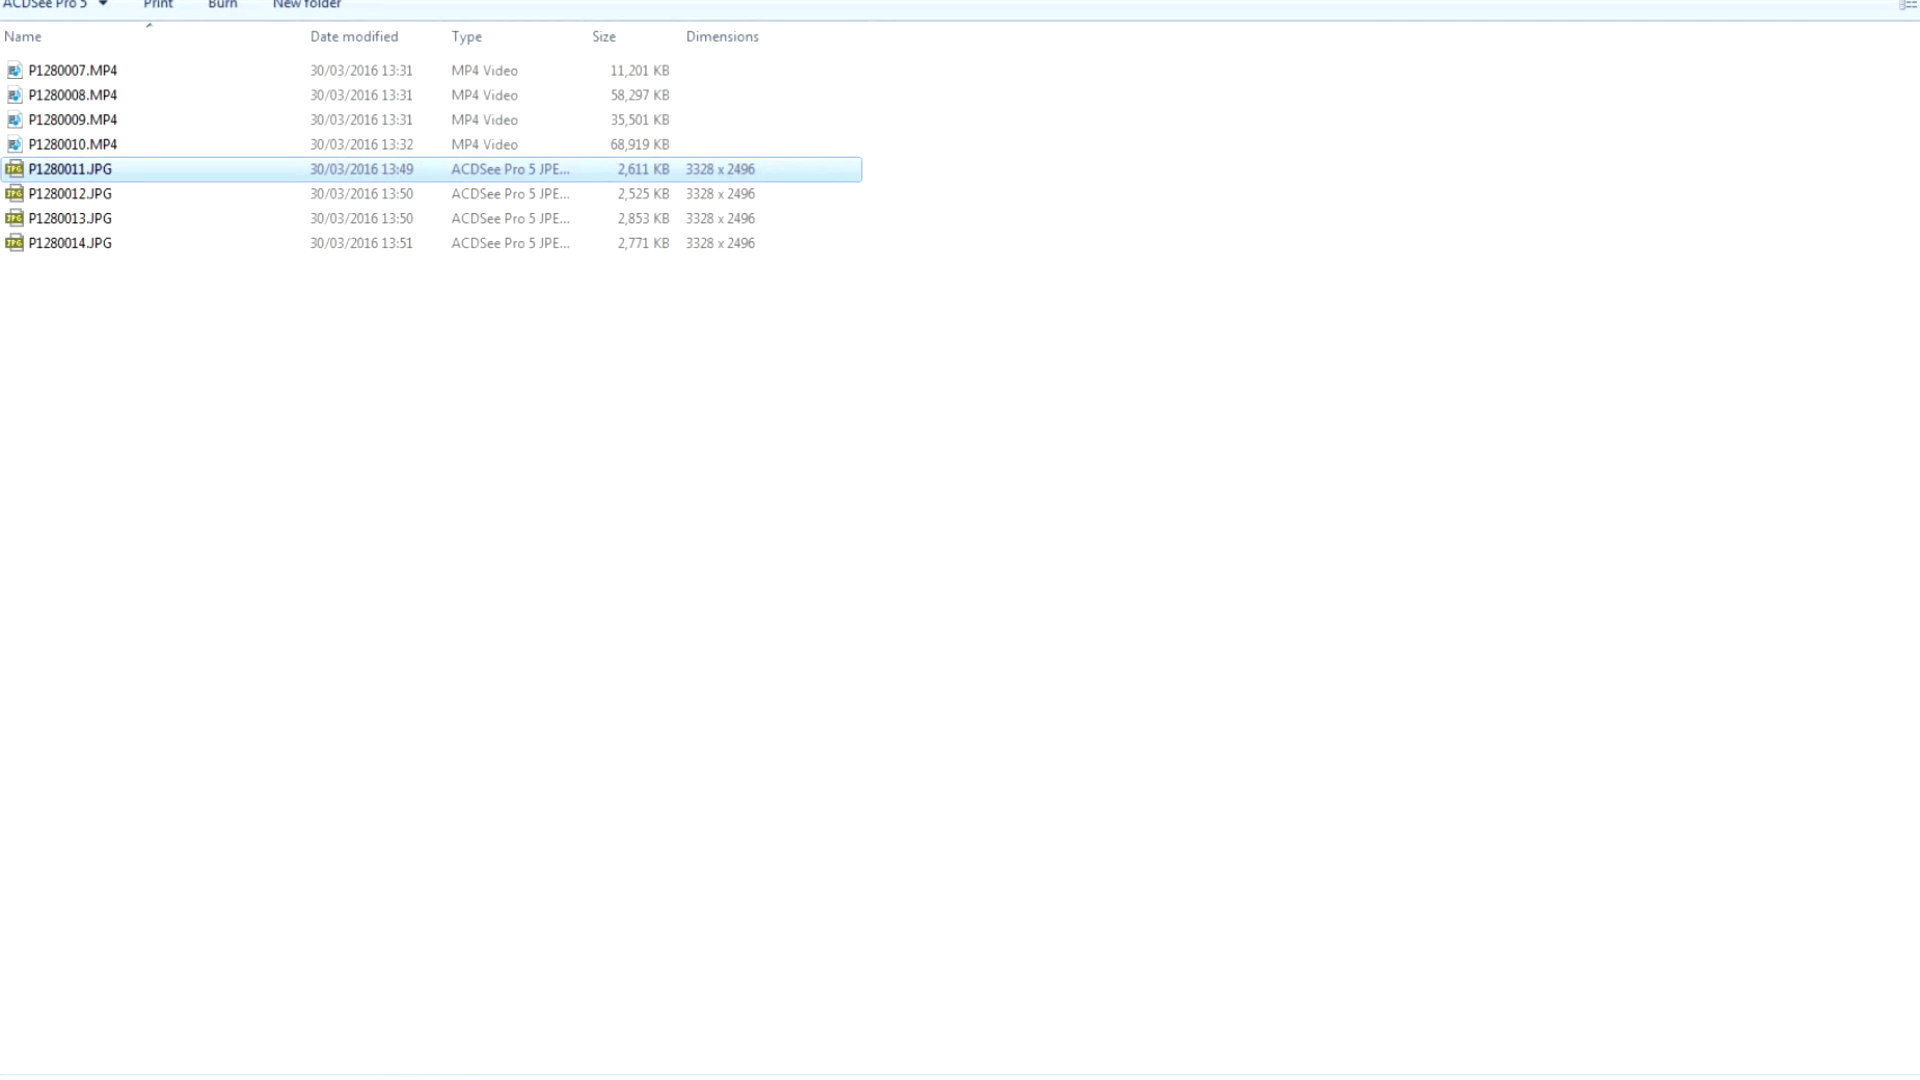 ACDSee Pro 5 Print Burn New folder
Name Date modified Type Size Dimensions
P1280007.MP4 30/03/2016 13:31 MP4 Video 11,201 KB
P1280008.MP4 30/03/2016 13:31 MP4 Video 58,297 KB
P1280009.MP4 30/03/2016 13:31 MP4 Video 35,501 KB
P1280010.MP4 30/03/2016 13:32 MP4 Video 68,919 KB
P1280011.JPG 30/03/2016 13:49 ACDSee Pro 5 JPE... 2,611 KB 3328 x 2496
P1280012.JPG 30/03/2016 13:50 ACDSee Pro 5 JPE... 2,525 KB 3328 x 2496
P1280013.JPG 30/03/2016 13:50 ACDSee Pro 5 JPE... 2,853 KB 3328 x 2496
P1280014.JPG 30/03/2016 13:51 ACDSee Pro 5 JPE... 2,771 KB 3328 x 2496